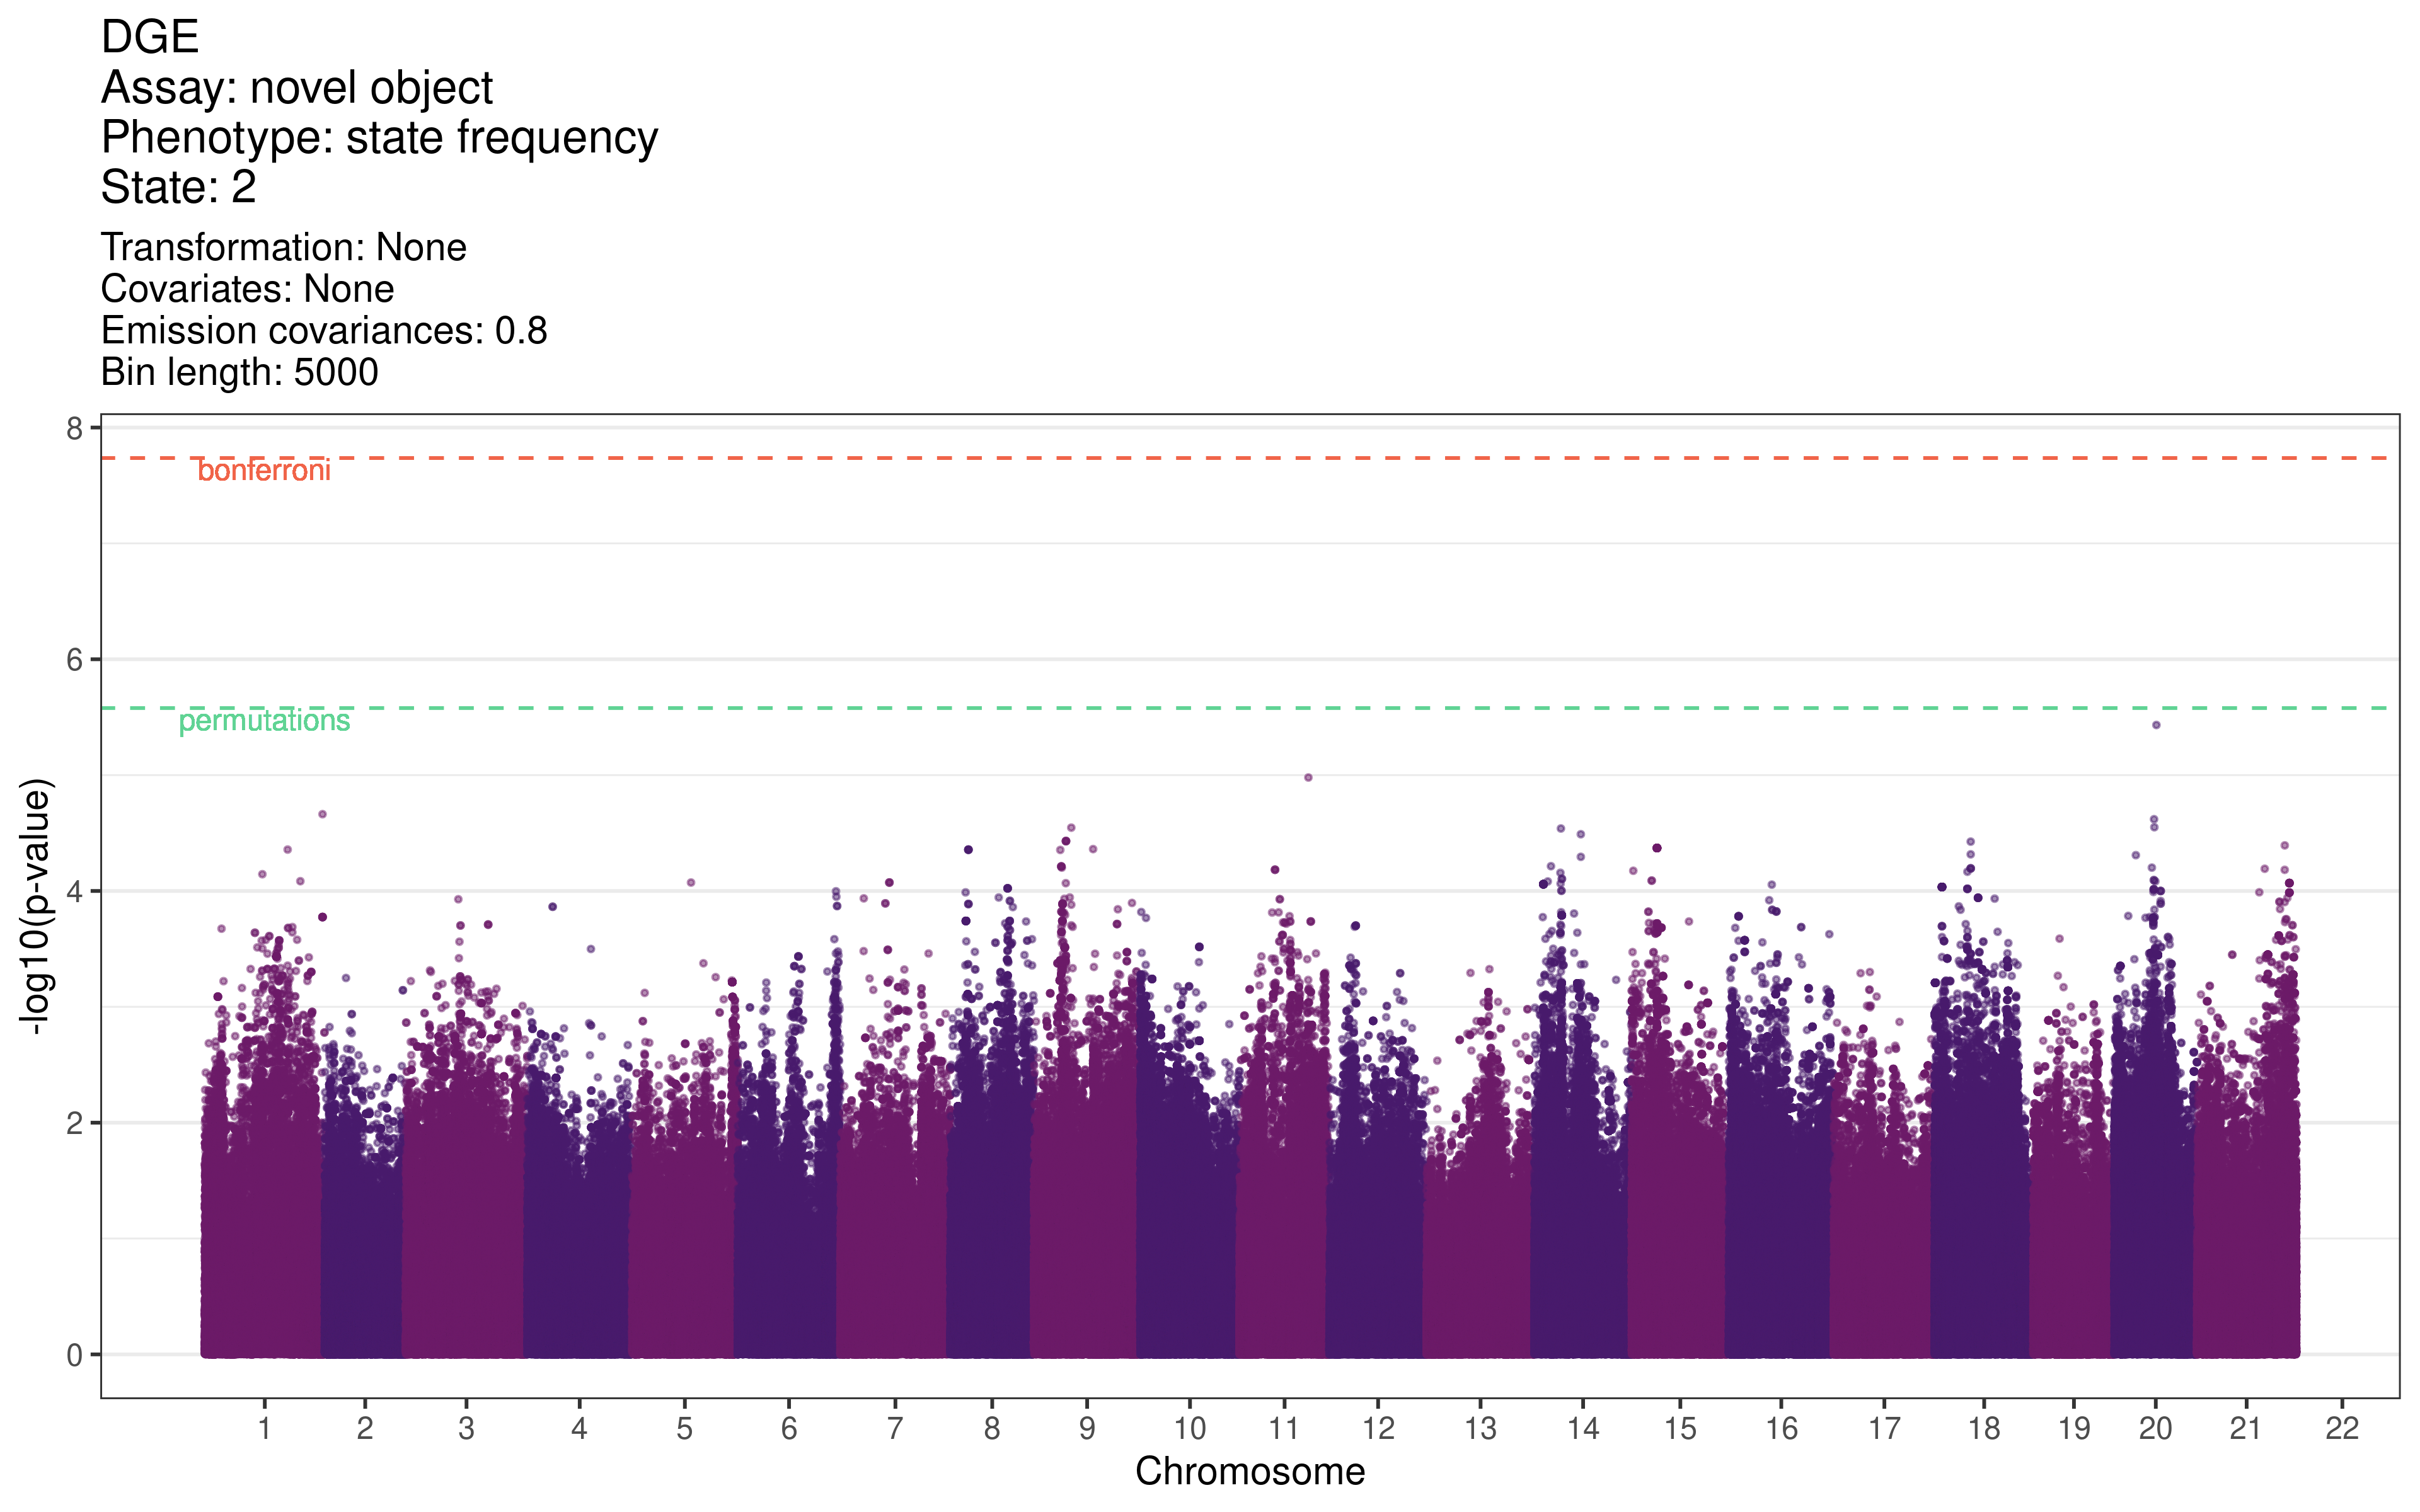 DGE
Assay: novel object
Phenotype: state frequency
State: 2
Transformation: None
Covariates: None
Emission covariances: 0.8
Bin length: 5000
8
bonferroni
6
permutations
4
2
0
-log10(p-value)
1 2 3 4 5 6 7 8 9 10 11 12 13 14 15 16 17 18 19 20 21 22
Chromosome